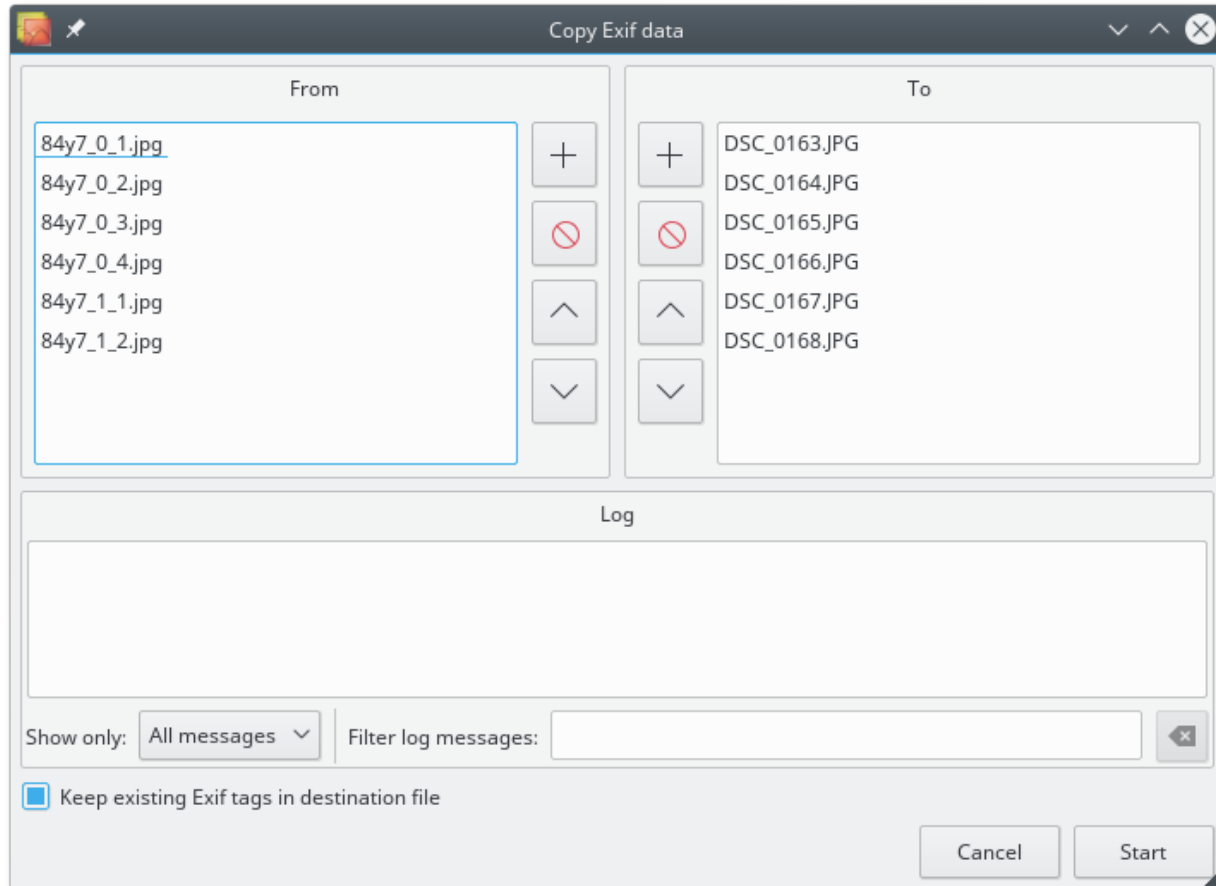 Copy Exif data
From
84y7_0_1.jpg
84y7_0_2.jpg
84y7_0_3.jpg
84y7_0_4.jpg
84y7_1_1.jpg
84y7_1_2.jpg
To
DSC_0163.JPG
DSC_0164.JPG
DSC_0165.JPG
DSC_0166.JPG
DSC_0167.JPG
DSC_0168.JPG
Log
Show only: All messages Filter log messages:
Keep existing Exif tags in destination file
Cancel Start